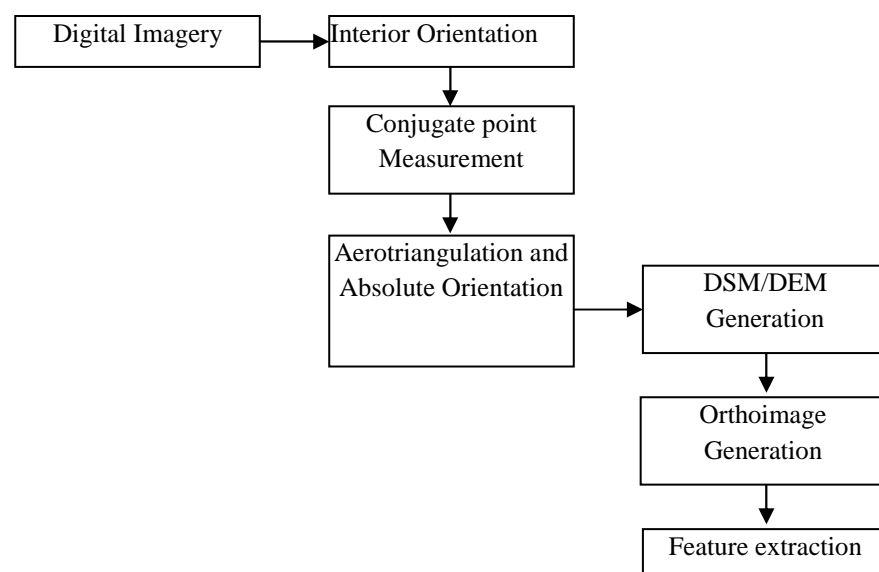 Digital Imagery
Interior Orientation
Conjugate point
Measurement
Aerotriangulation and
Absolute Orientation
DSM/DEM
Generation
Orthoimage
Generation
Feature extraction